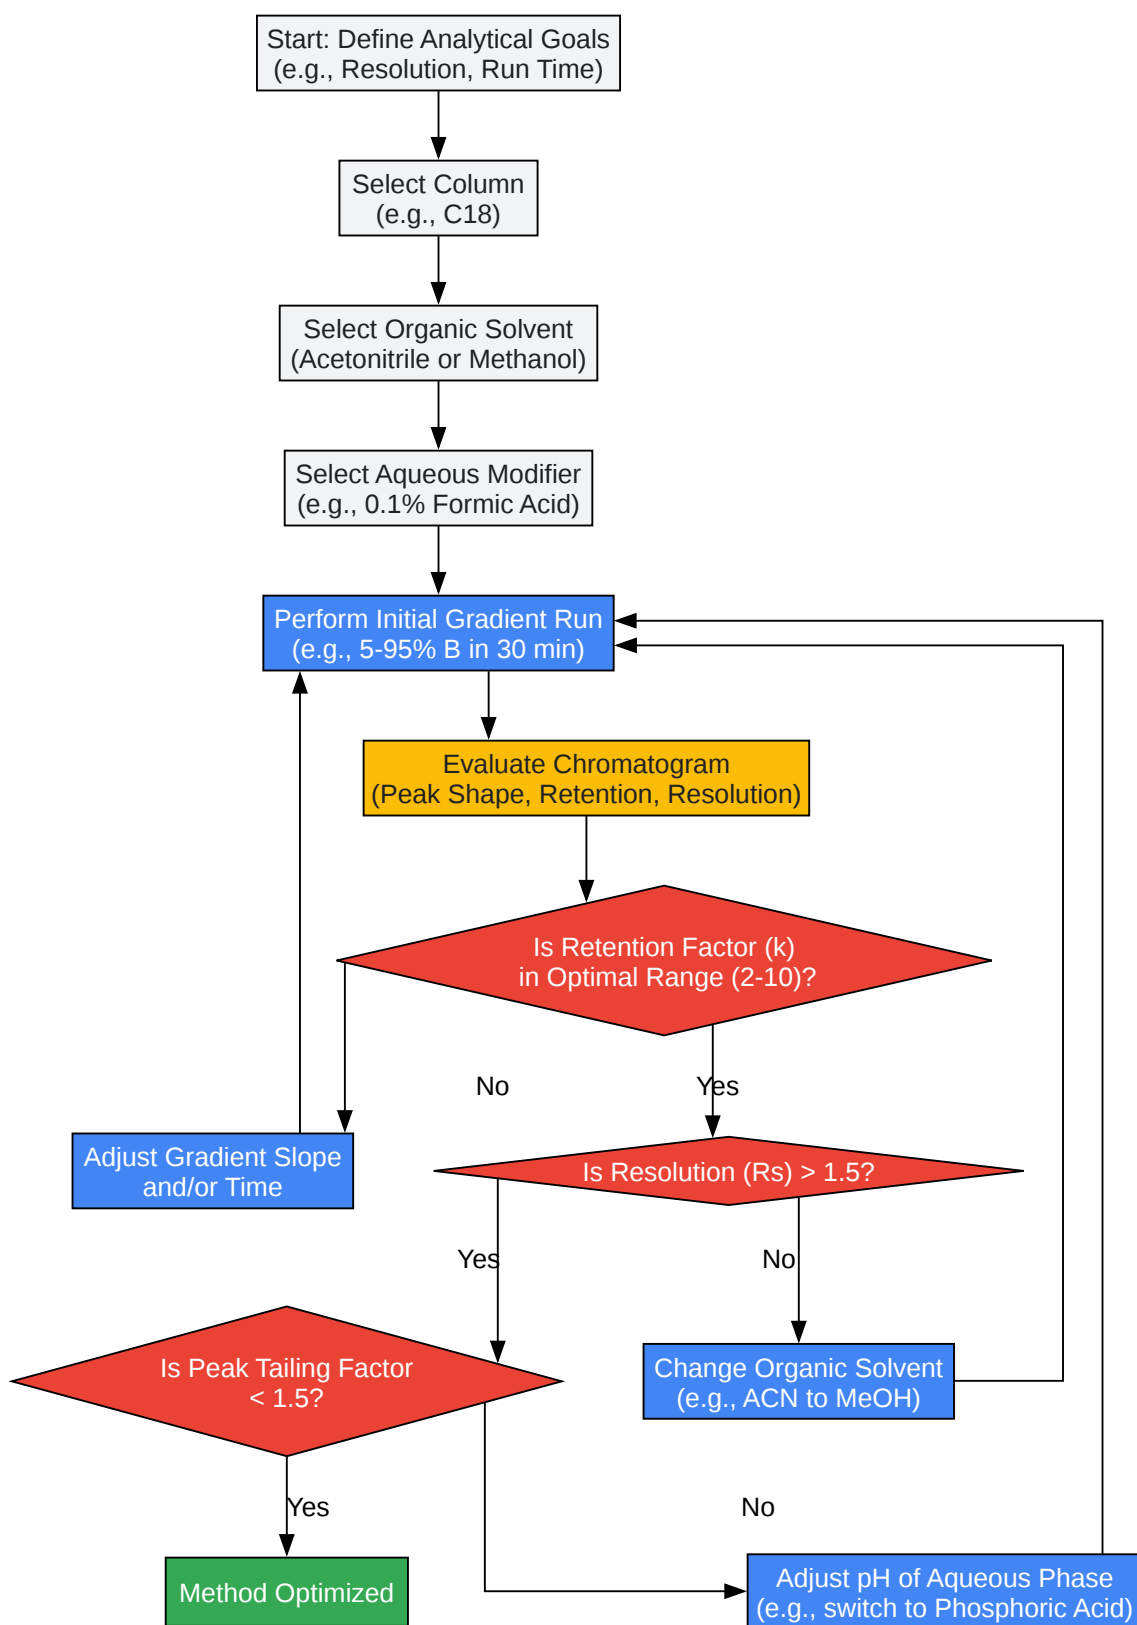 Start: Define Analytical Goals
(e.g., Resolution, Run Time)
Select Column
(e.g., C18)
Select Organic Solvent
(Acetonitrile or Methanol)
Select Aqueous Modifier
(e.g., 0.1% Formic Acid)
Perform Initial Gradient Run
(e.g., 5-95% B in 30 min)
Evaluate Chromatogram
(Peak Shape, Retention, Resolution)
Is Retention Factor (k)
in Optimal Range (2-10)?
No
Yes
Adjust Gradient Slope
and/or Time
Is Resolution (Rs) > 1.5?
Yes
No
Is Peak Tailing Factor
< 1.5?
Change Organic Solvent
(e.g., ACN to MeOH)
Yes
No
Method Optimized
Adjust pH of Aqueous Phase
(e.g., switch to Phosphoric Acid)